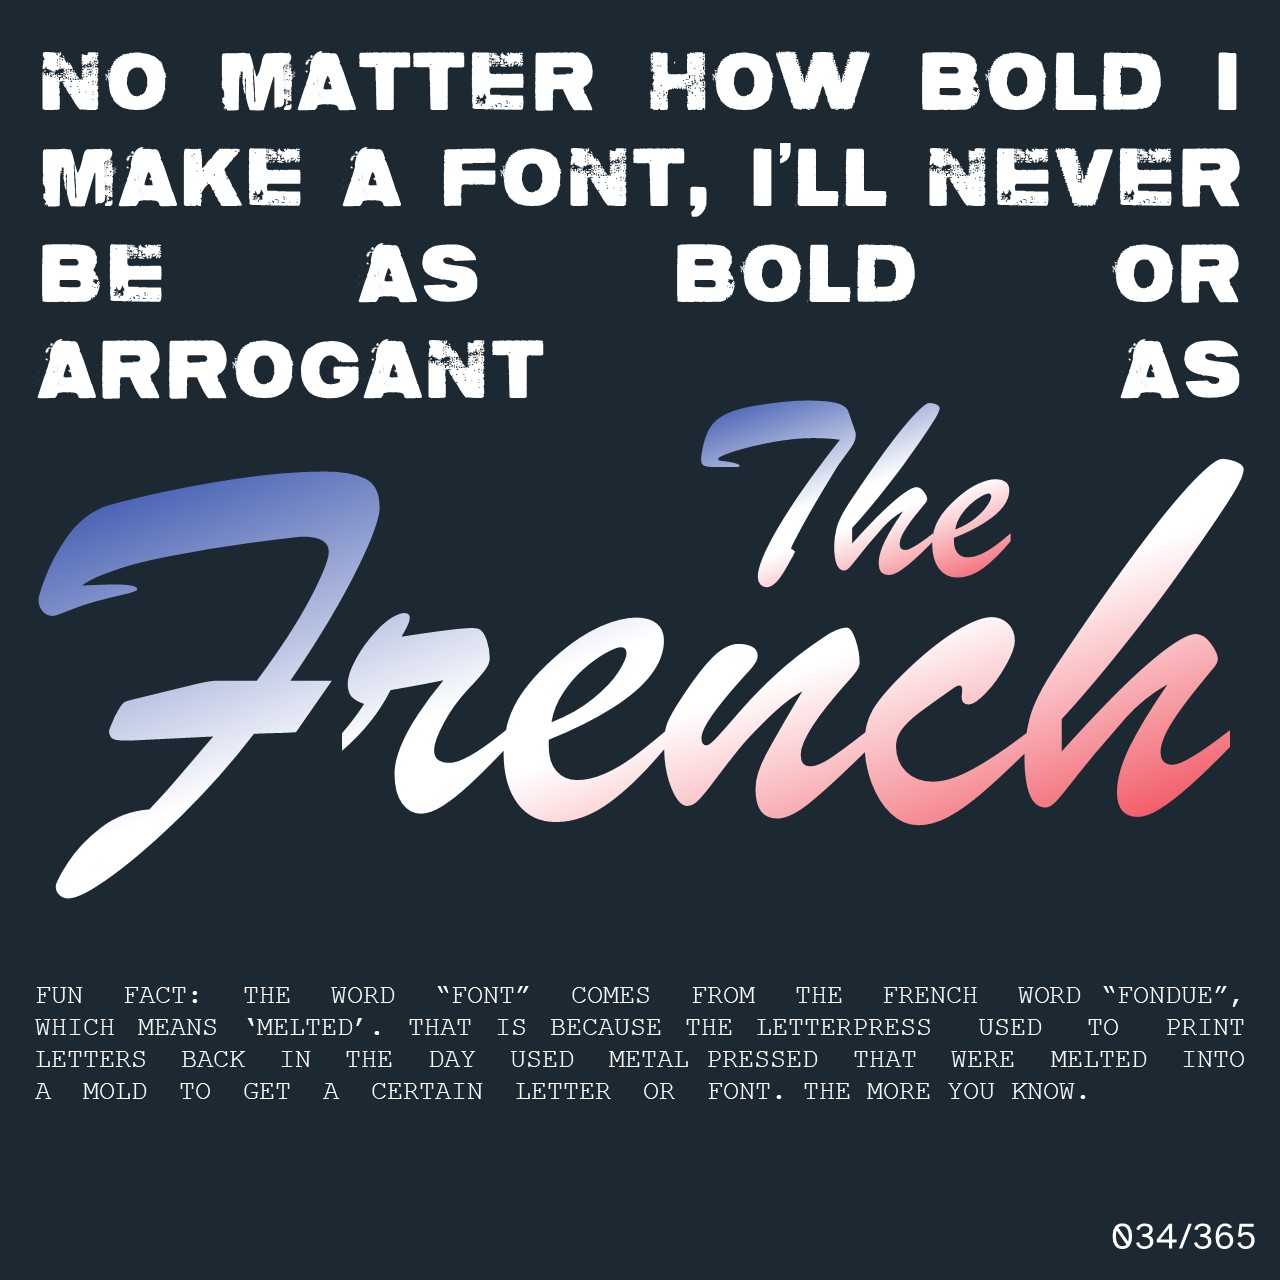 NO MATTER HOW BOLD I
MAKE A FONT, I'LL NEVER
BE AS BOLD OR
ARROGANT AS
The
French
FUN FACT: THE WORD “FONT” COMES FROM THE FRENCH WORD “FONDUE”,
WHICH MEANS ‘MELTED’. THAT IS BECAUSE THE LETTERPRESS USED TO PRINT
LETTERS BACK IN THE DAY USED METAL PRESSED THAT WERE MELTED INTO
A MOLD TO GET A CERTAIN LETTER OR FONT. THE MORE YOU KNOW.
034/365